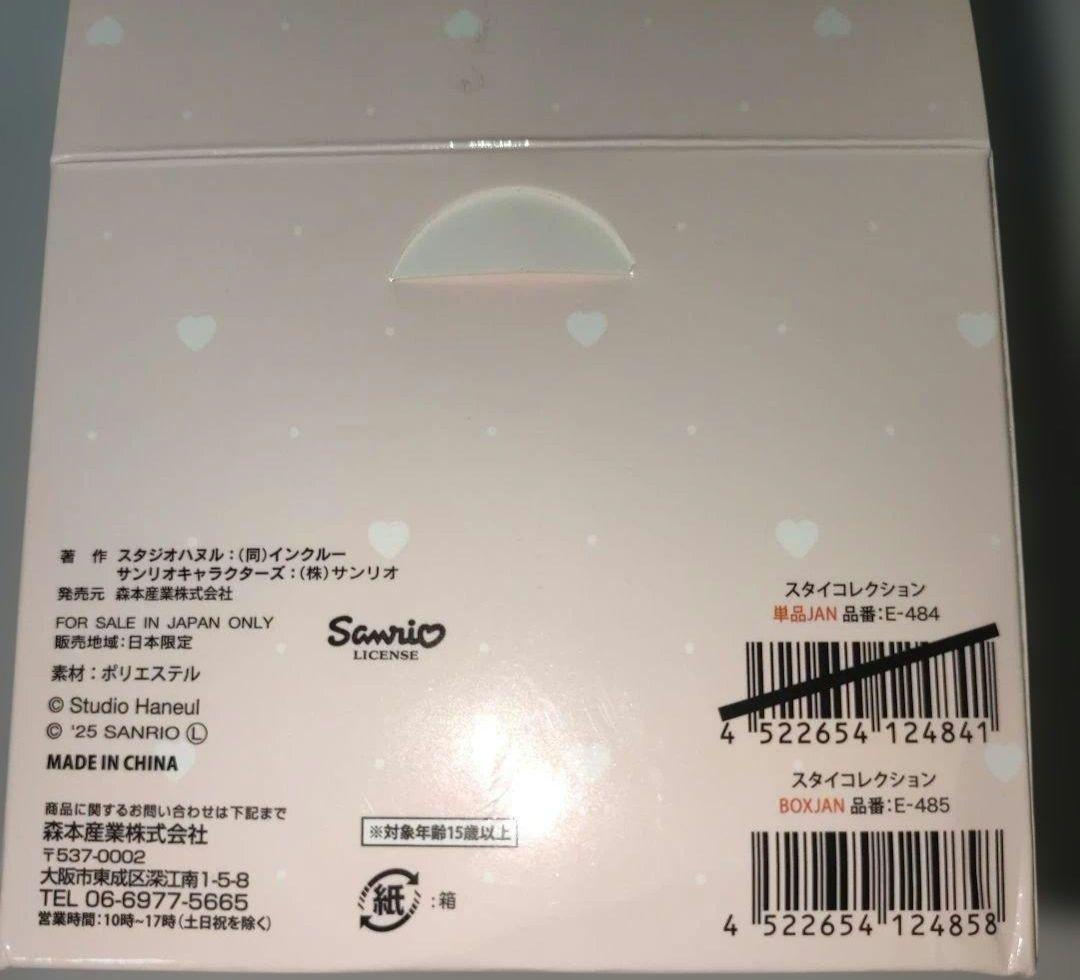 著 作 スタジオハヌル：(同)インクルー
サンリオキャラクターズ：(株)サンリオ
発売元 森本産業株式会社
FOR SALE IN JAPAN ONLY
販売地域：日本限定
素材：ポリエステル
© Studio Haneul
© '25 SANRIO Ⓛ
MADE IN CHINA
商品に関するお問い合わせは下記まで
森本産業株式会社
〒537-0002
大阪市東成区深江南1-5-8
TEL 06-6977-5665
営業時間：10時～17時（土日祝を除く）
Sanrio
LICENSE
※対象年齢15歳以上
紙：箱
スタイコレクション
単品JAN 品番：E-484
4 522654 124841
スタイコレクション
BOXJAN 品番：E-485
4 522654 124858